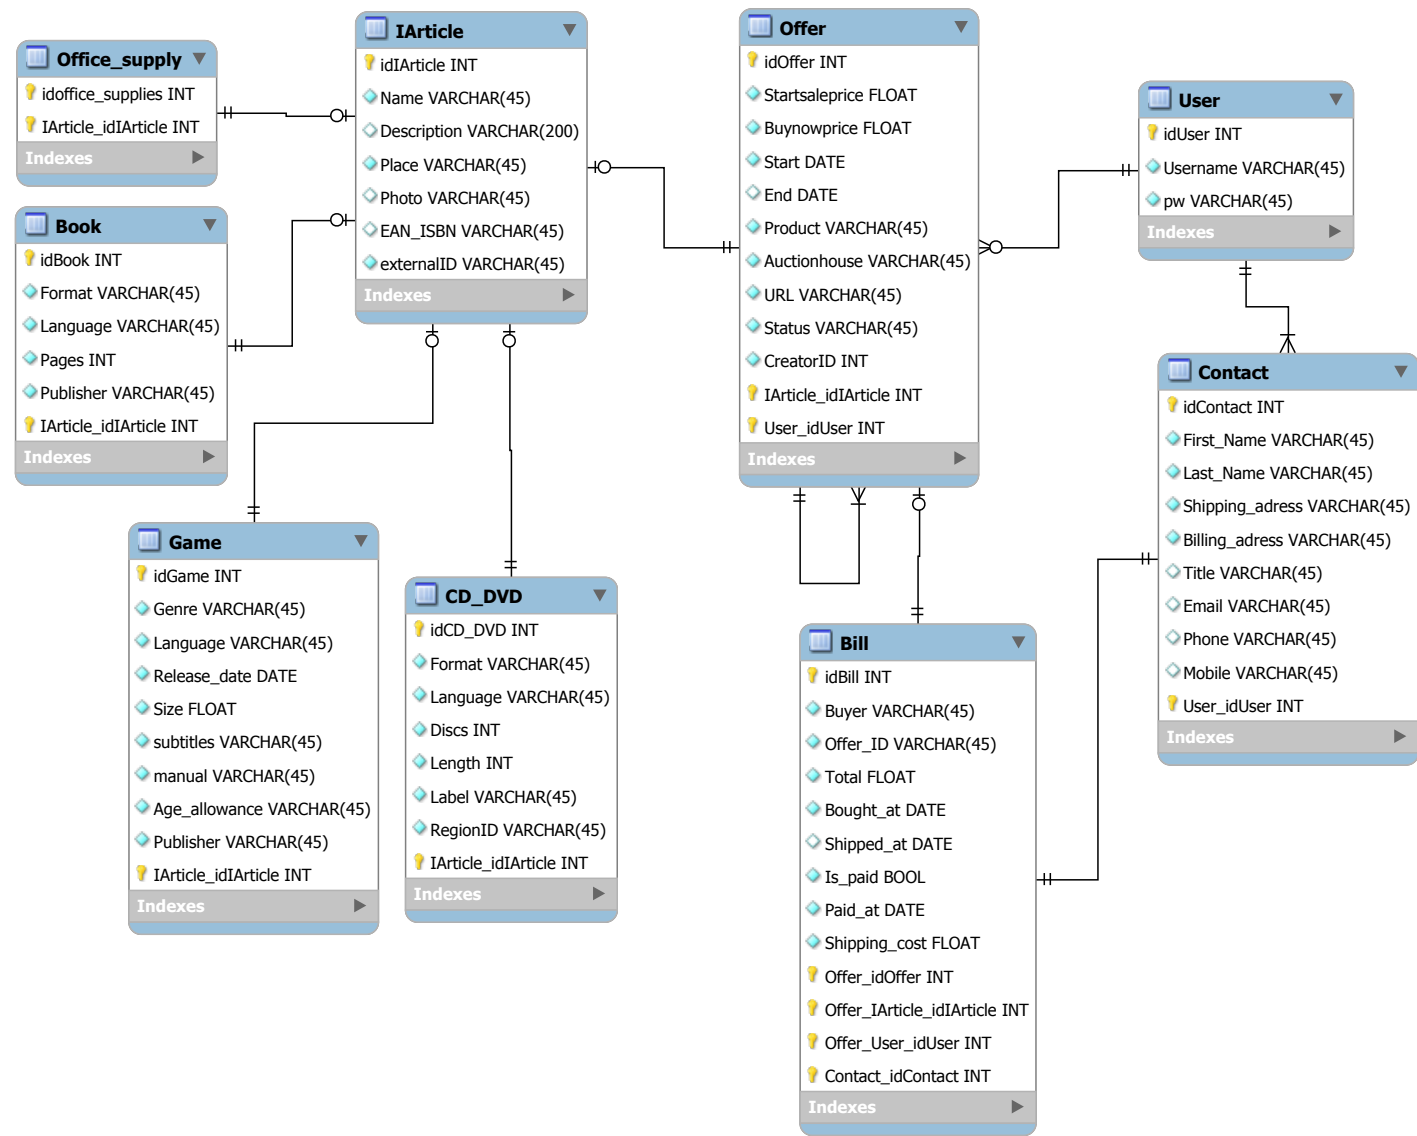 Office_supply
idoffice_supplies INT
IArticle_idIArticle INT
Indexes
Book
idBook INT
Format VARCHAR(45)
Language VARCHAR(45)
Pages INT
Publisher VARCHAR(45)
IArticle_idIArticle INT
Indexes
IArticle
idIArticle INT
Name VARCHAR(45)
Description VARCHAR(200)
Place VARCHAR(45)
Photo VARCHAR(45)
EAN_ISBN VARCHAR(45)
externalID VARCHAR(45)
Indexes
Game
idGame INT
Genre VARCHAR(45)
Language VARCHAR(45)
Release_date DATE
Size FLOAT
subtitles VARCHAR(45)
manual VARCHAR(45)
Age_allowance VARCHAR(45)
Publisher VARCHAR(45)
IArticle_idIArticle INT
Indexes
CD_DVD
idCD_DVD INT
Format VARCHAR(45)
Language VARCHAR(45)
Discs INT
Length INT
Label VARCHAR(45)
RegionID VARCHAR(45)
IArticle_idIArticle INT
Indexes
Offer
idOffer INT
Startsaleprice FLOAT
Buynowprice FLOAT
Start DATE
End DATE
Product VARCHAR(45)
Auctionhouse VARCHAR(45)
URL VARCHAR(45)
Status VARCHAR(45)
CreatorID INT
IArticle_idIArticle INT
User_idUser INT
Indexes
User
idUser INT
Username VARCHAR(45)
pw VARCHAR(45)
Indexes
Contact
idContact INT
First_Name VARCHAR(45)
Last_Name VARCHAR(45)
Shipping_adress VARCHAR(45)
Billing_adress VARCHAR(45)
Title VARCHAR(45)
Email VARCHAR(45)
Phone VARCHAR(45)
Mobile VARCHAR(45)
User_idUser INT
Indexes
Bill
idBill INT
Buyer VARCHAR(45)
Offer_ID VARCHAR(45)
Total FLOAT
Bought_at DATE
Shipped_at DATE
Is_paid BOOL
Paid_at DATE
Shipping_cost FLOAT
Offer_idOffer INT
Offer_IArticle_idIArticle INT
Offer_User_idUser INT
Contact_idContact INT
Indexes